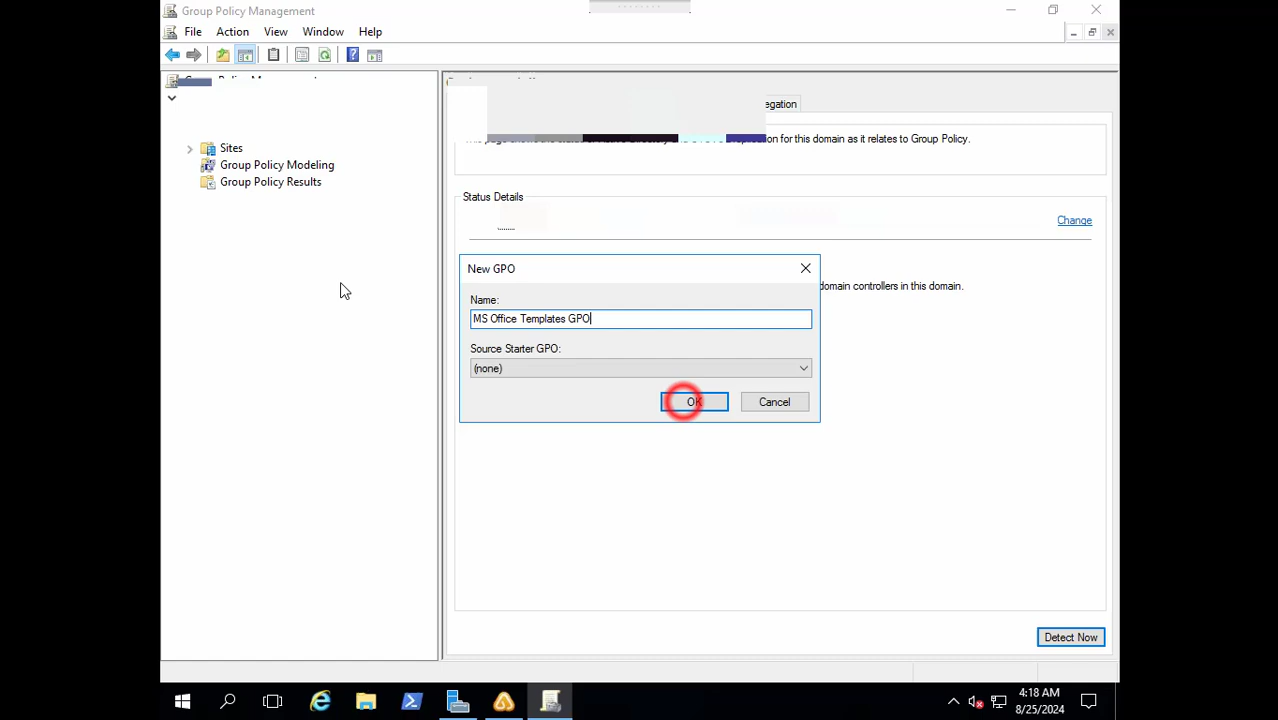 Group Policy Management
File Action View Window Help
Sites
Group Policy Modeling
Group Policy Results
egation
for this domain as it relates to Group Policy.
Status Details
Change
domain controllers in this domain.
New GPO
Name:
MS Office Templates GPO
Source Starter GPO:
(none)
OK Cancel
Detect Now
4:18 AM
8/25/2024